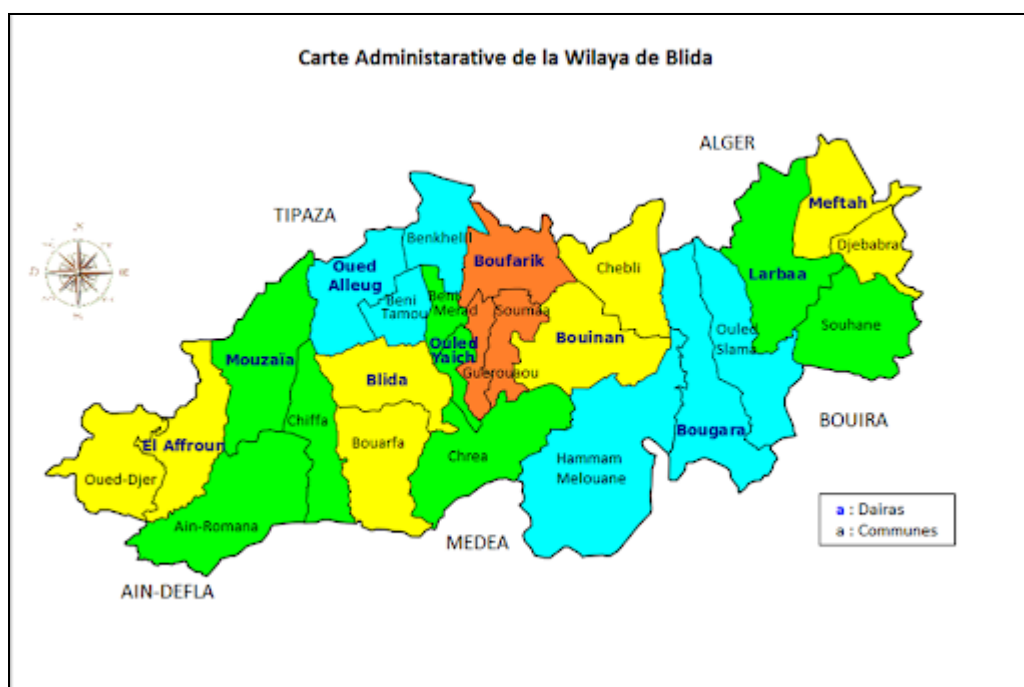 Carte Administarative de la Wilaya de Blida
ALGER
Meftah
TIPAZA
Benkhelil
Djebabra
Boufarik
Chebli
Oued
Alleug
Larbaa
Beni
Tamou
Beni
Merad
Soumaa
Ouled
Slama
Souhane
Mouzaïa
Ouled
Yaich
Bouinan
Blida
Guerouaou
Chiffa
BOUIRA
El Affroun
Bouarfa
Bougara
Chrea
Hammam
Melouane
Oued-Djer
Ain-Romana
MEDEA
a : Dairas
a : Communes
AIN-DEFLA